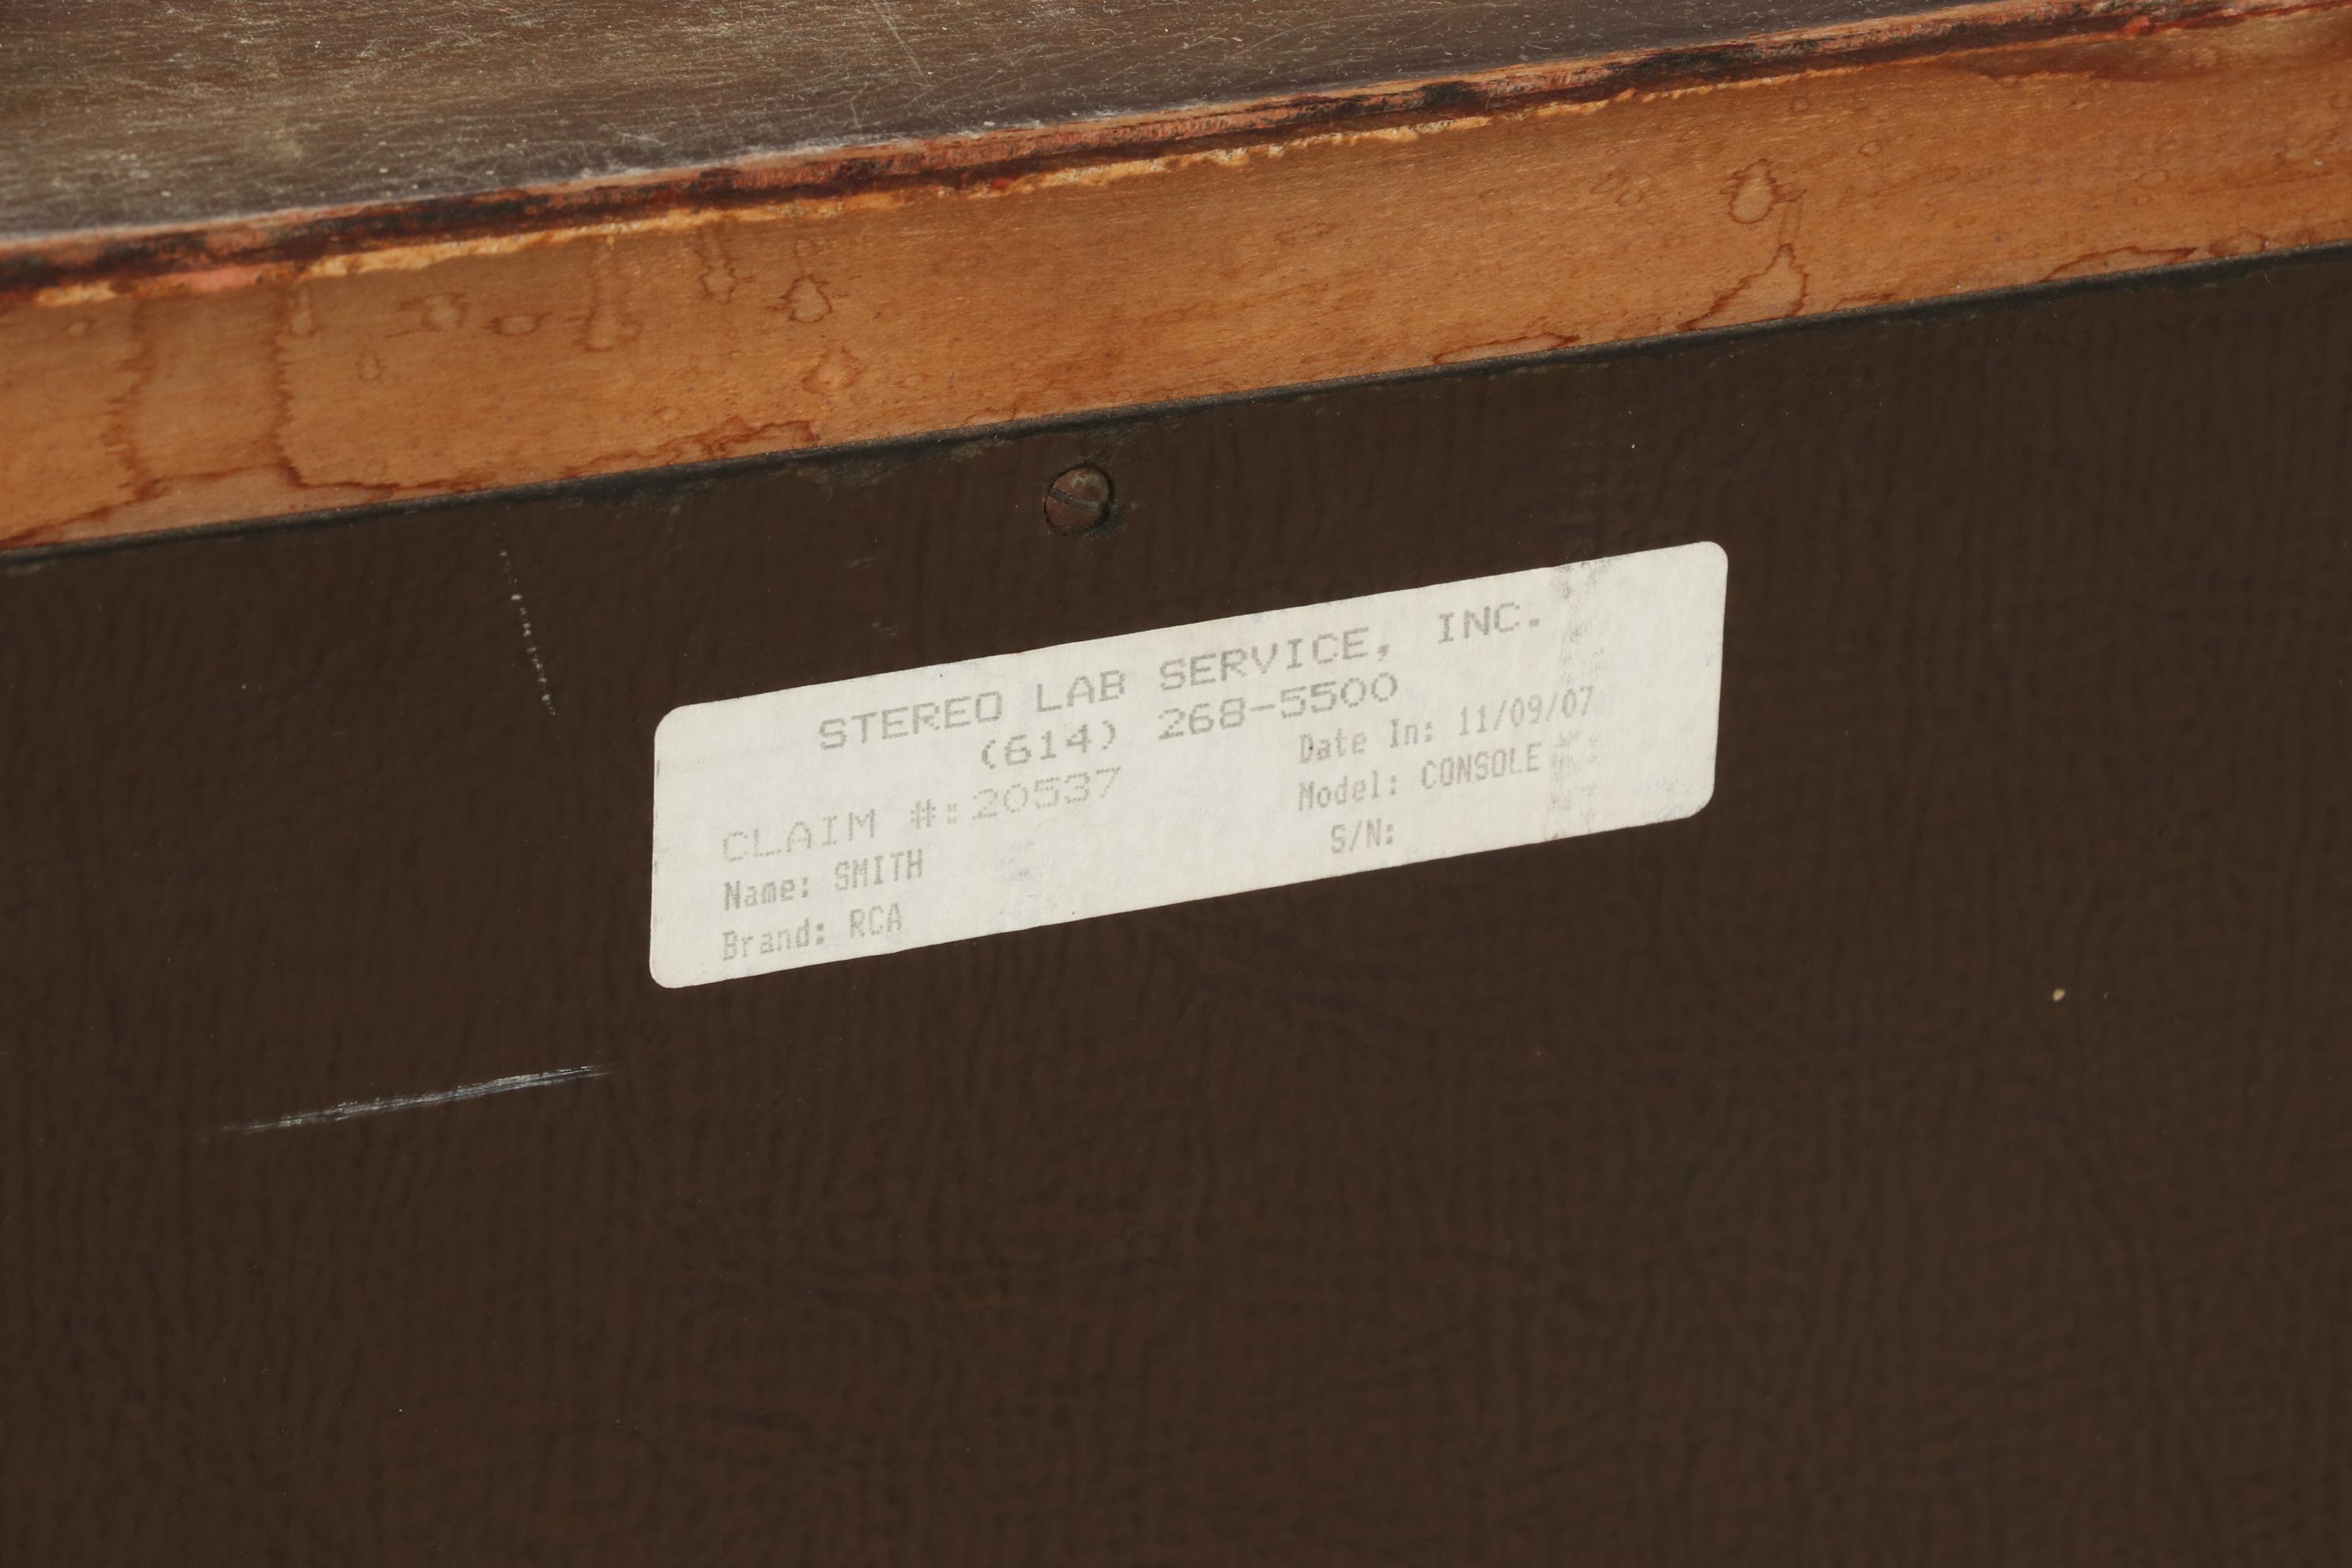 STEREO LAB SERVICE, INC.
(614) 268-5500
CLAIM #:20537
Date In: 11/09/07
Name: SMITH
Model: CONSOLE
Brand: RCA
S/N: